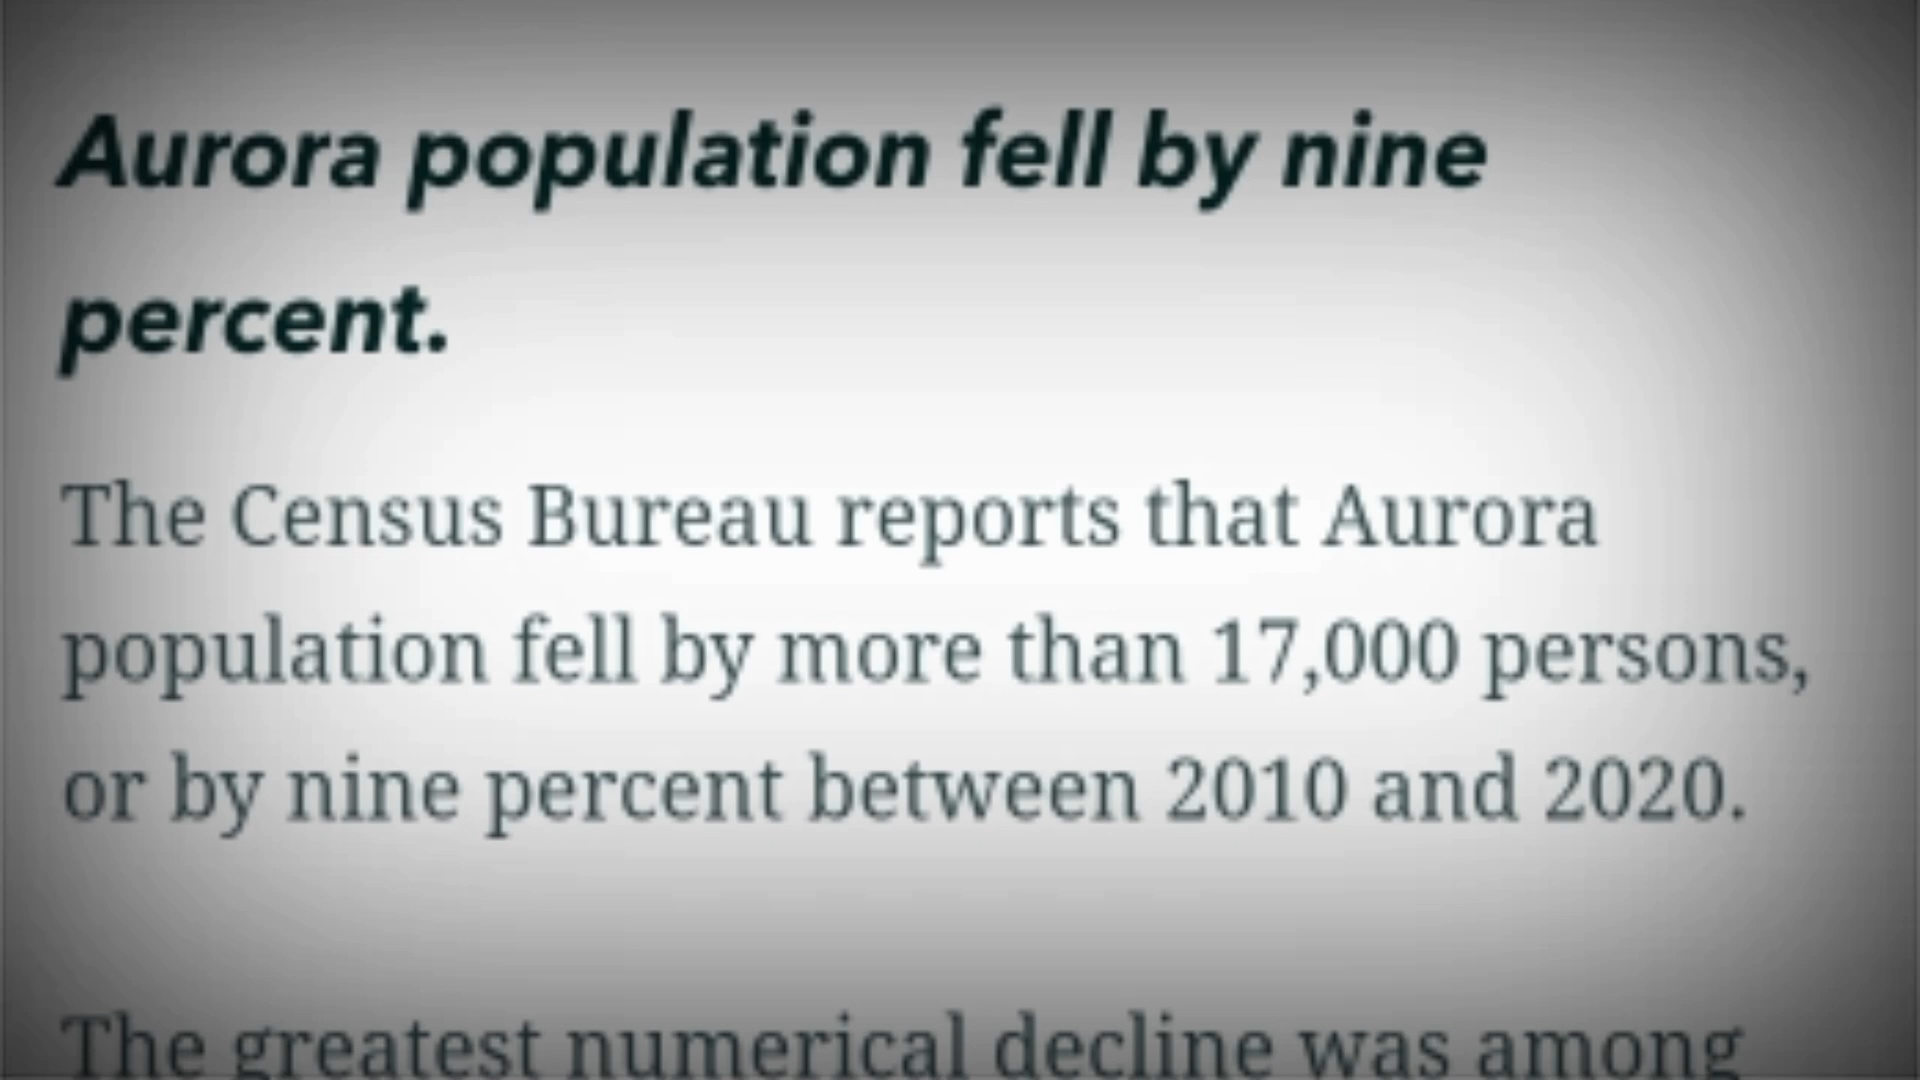 Aurora population fell by nine
percent.
The Census Bureau reports that Aurora
population fell by more than 17,000 persons,
or by nine percent between 2010 and 2020.
The greatest numerical decline was among